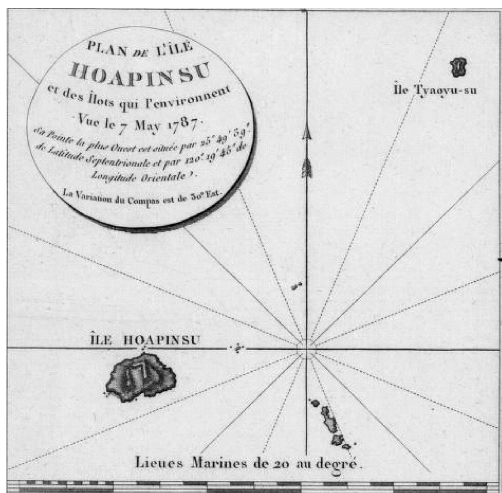 PLAN DE L'ÎLE
HOAPINSU
et des Îlots qui l'environnent
Vue le 7 May 1787.
Sa Pointe la plus Ouest est située par 25° 49' 39"
de Latitude Septentrionale et par 120° 19' 45" de
Longitude Orientale.
La Variation du Compas est de 30° Est.
Île Tyaoyu-su
ÎLE HOAPINSU
Lieues Marines de 20 au degré.